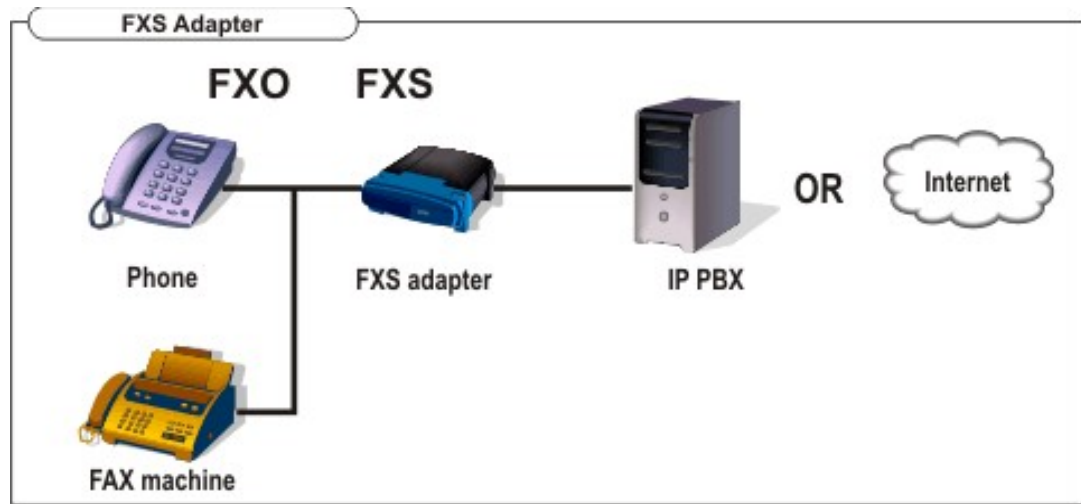 FXS Adapter
FXO FXS
OR
Internet
Phone
FXS adapter
IP PBX
FAX machine